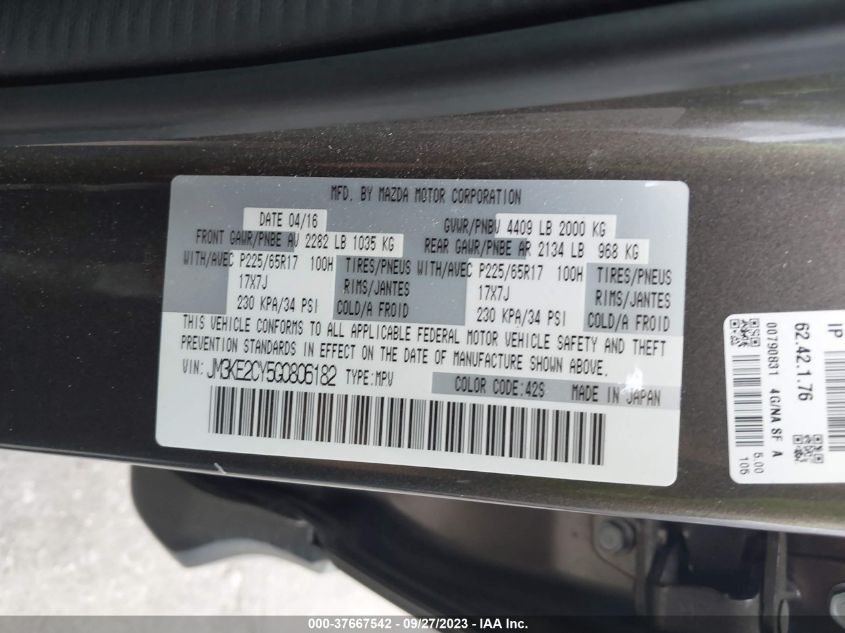 MFD. BY MAZDA MOTOR CORPORATION
DATE 04/16 GVWR/PNBV 4409 LB 2000 KG
FRONT GAWR/PNBE AV 2282 LB 1035 KG REAR GAWR/PNBE AR 2134 LB 968 KG
WITH/AVEC P225/65R17 100H TIRES/PNEUS WITH/AVEC P225/65R17 100H TIRES/PNEUS
17X7J RIMS/JANTES 17X7J RIMS/JANTES
230 KPA/34 PSI COLD/A FROID 230 KPA/34 PSI COLD/A FROID
THIS VEHICLE CONFORMS TO ALL APPLICABLE FEDERAL MOTOR VEHICLE SAFETY AND THEFT
PREVENTION STANDARDS IN EFFECT ON THE DATE OF MANUFACTURE SHOWN ABOVE.
VIN: JM3KE2CY5G0806182 TYPE:MPV COLOR CODE:42S MADE IN JAPAN
IP
62.42.1.76
00790831 4G/NA SF A
5.00
105
000-37667542 - 09/27/2023 - IAA Inc.